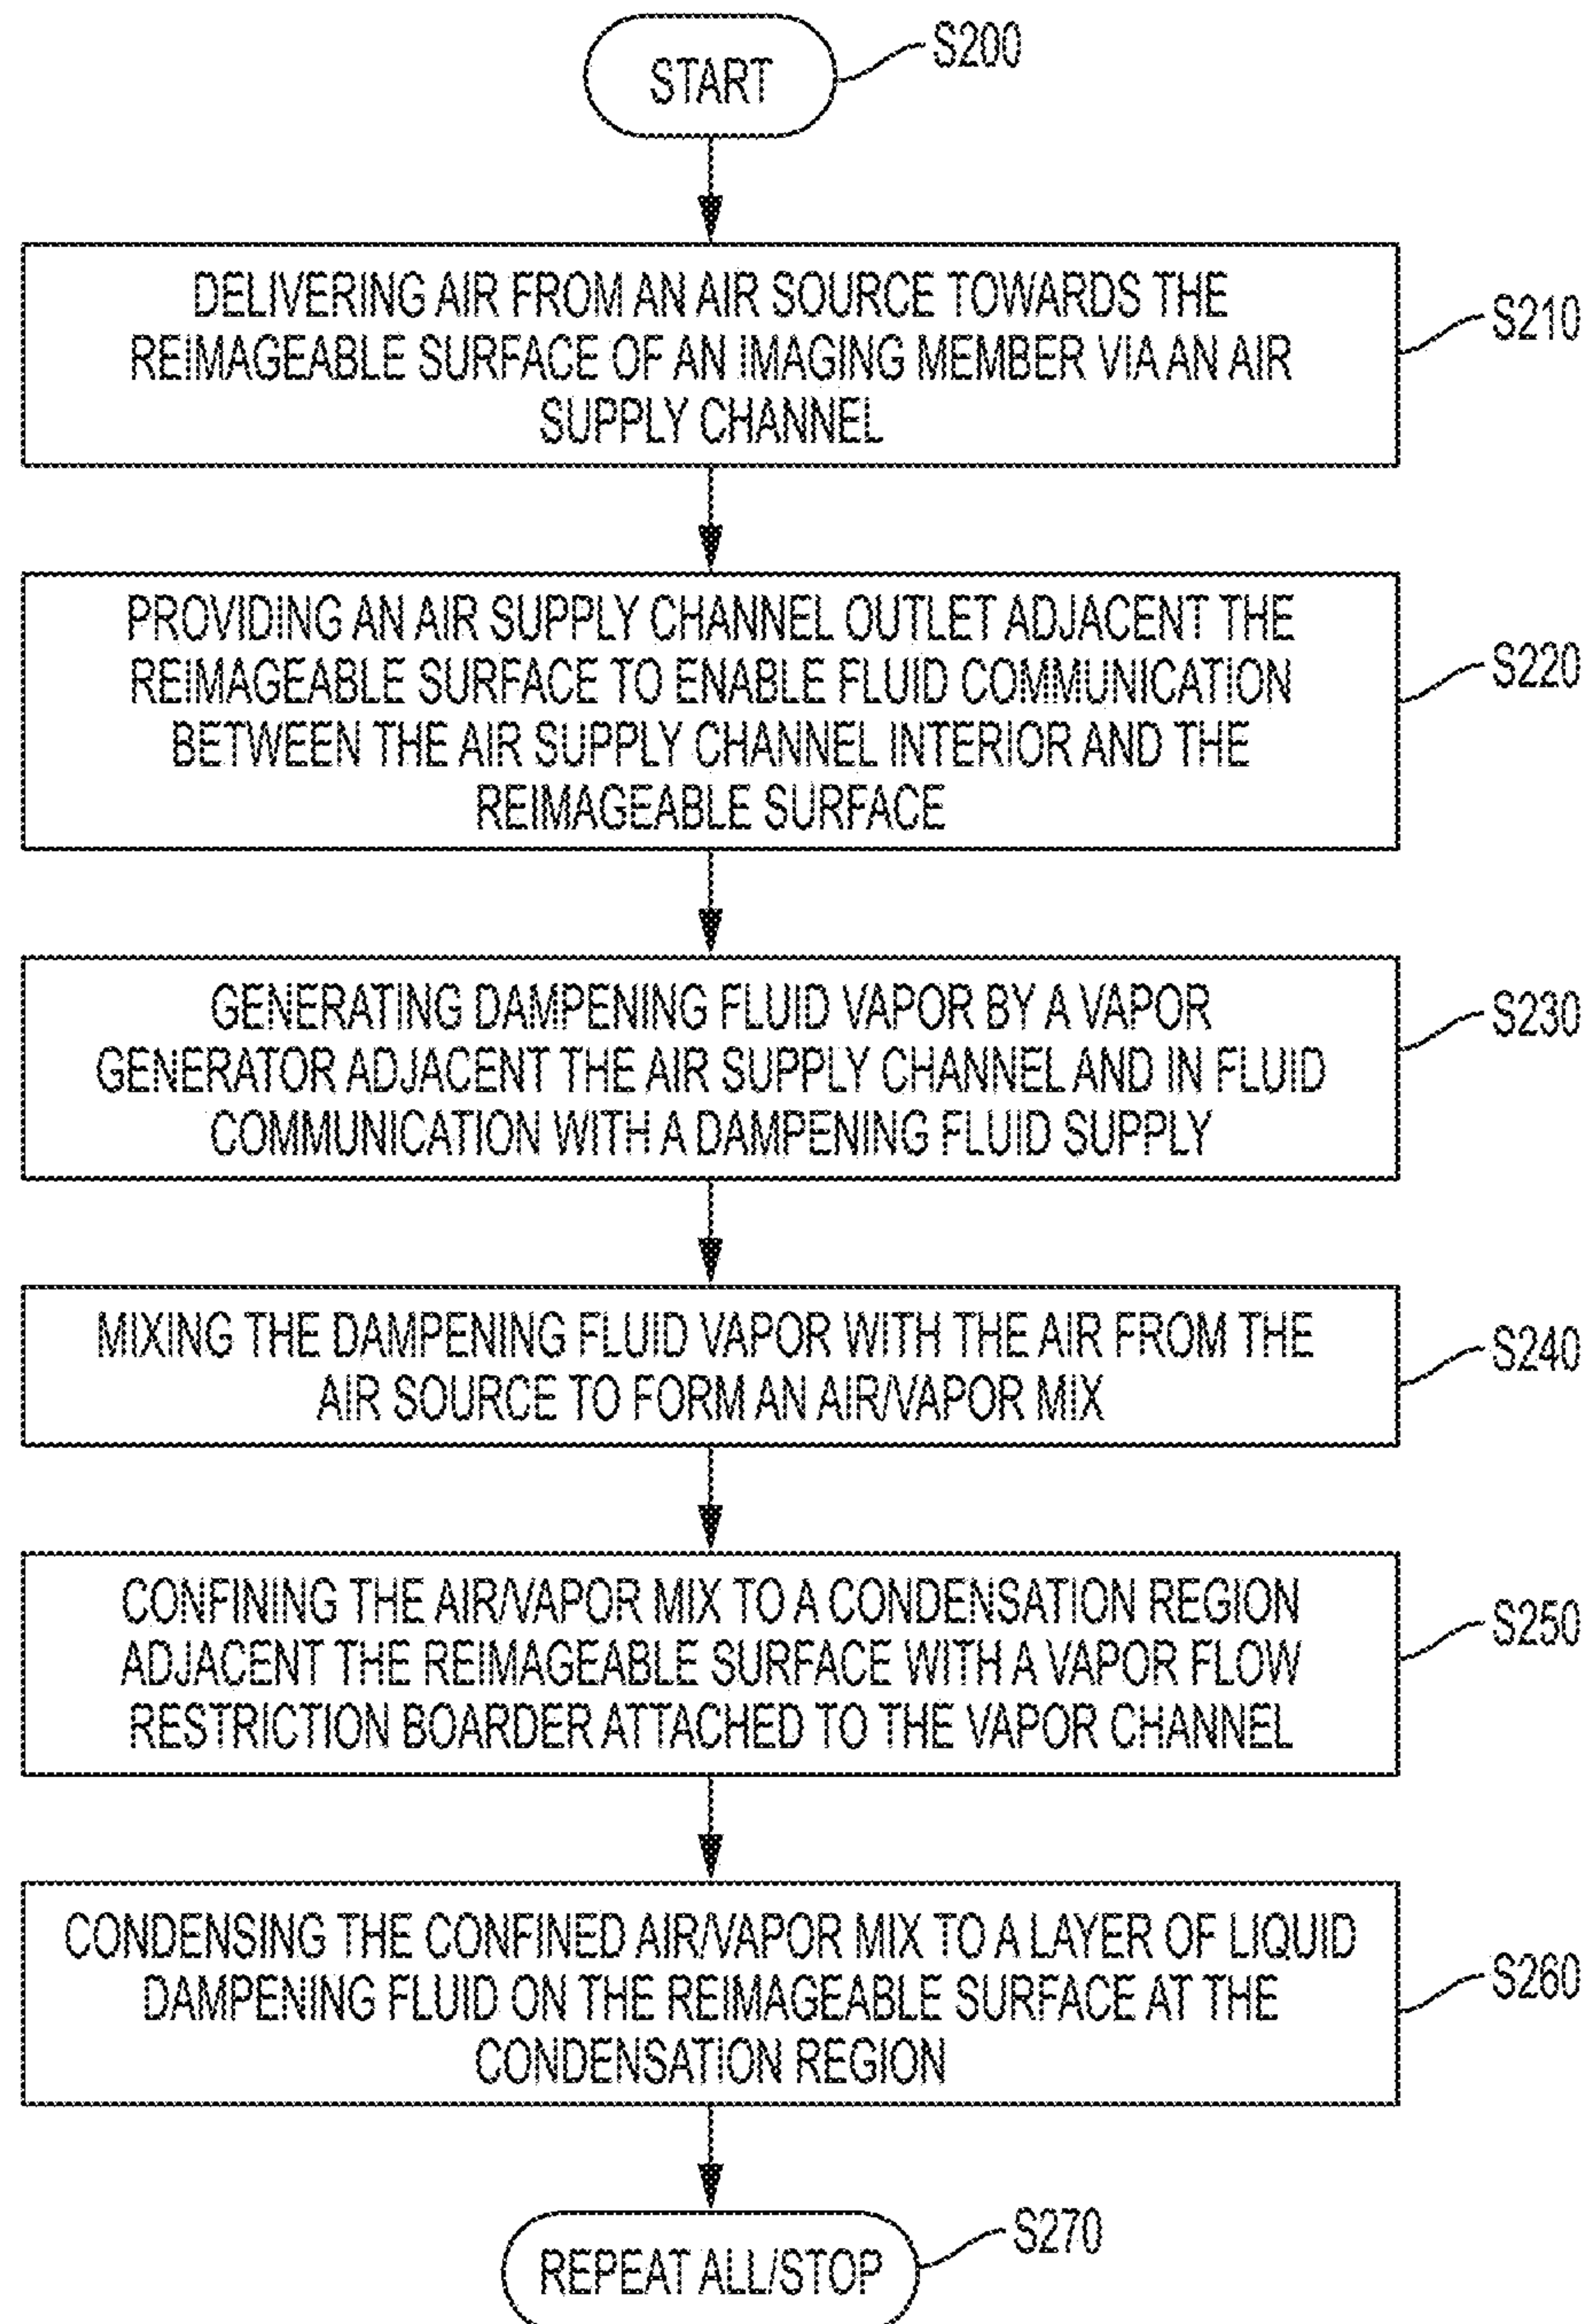 START
S200
DELIVERING AIR FROM AN AIR SOURCE TOWARDS THE
REIMAGEABLE SURFACE OF AN IMAGING MEMBER VIA AN AIR
SUPPLY CHANNEL
S210
PROVIDING AN AIR SUPPLY CHANNEL OUTLET ADJACENT THE
REIMAGEABLE SURFACE TO ENABLE FLUID COMMUNICATION
BETWEEN THE AIR SUPPLY CHANNEL INTERIOR AND THE
REIMAGEABLE SURFACE
S220
GENERATING DAMPENING FLUID VAPOR BY A VAPOR
GENERATOR ADJACENT THE AIR SUPPLY CHANNEL AND IN FLUID
COMMUNICATION WITH A DAMPENING FLUID SUPPLY
S230
MIXING THE DAMPENING FLUID VAPOR WITH THE AIR FROM THE
AIR SOURCE TO FORM AN AIR/VAPOR MIX
S240
CONFINING THE AIR/VAPOR MIX TO A CONDENSATION REGION
ADJACENT THE REIMAGEABLE SURFACE WITH A VAPOR FLOW
RESTRICTION BOARDER ATTACHED TO THE VAPOR CHANNEL
S250
CONDENSING THE CONFINED AIR/VAPOR MIX TO A LAYER OF LIQUID
DAMPENING FLUID ON THE REIMAGEABLE SURFACE AT THE
CONDENSATION REGION
S260
REPEAT ALL/STOP
S270